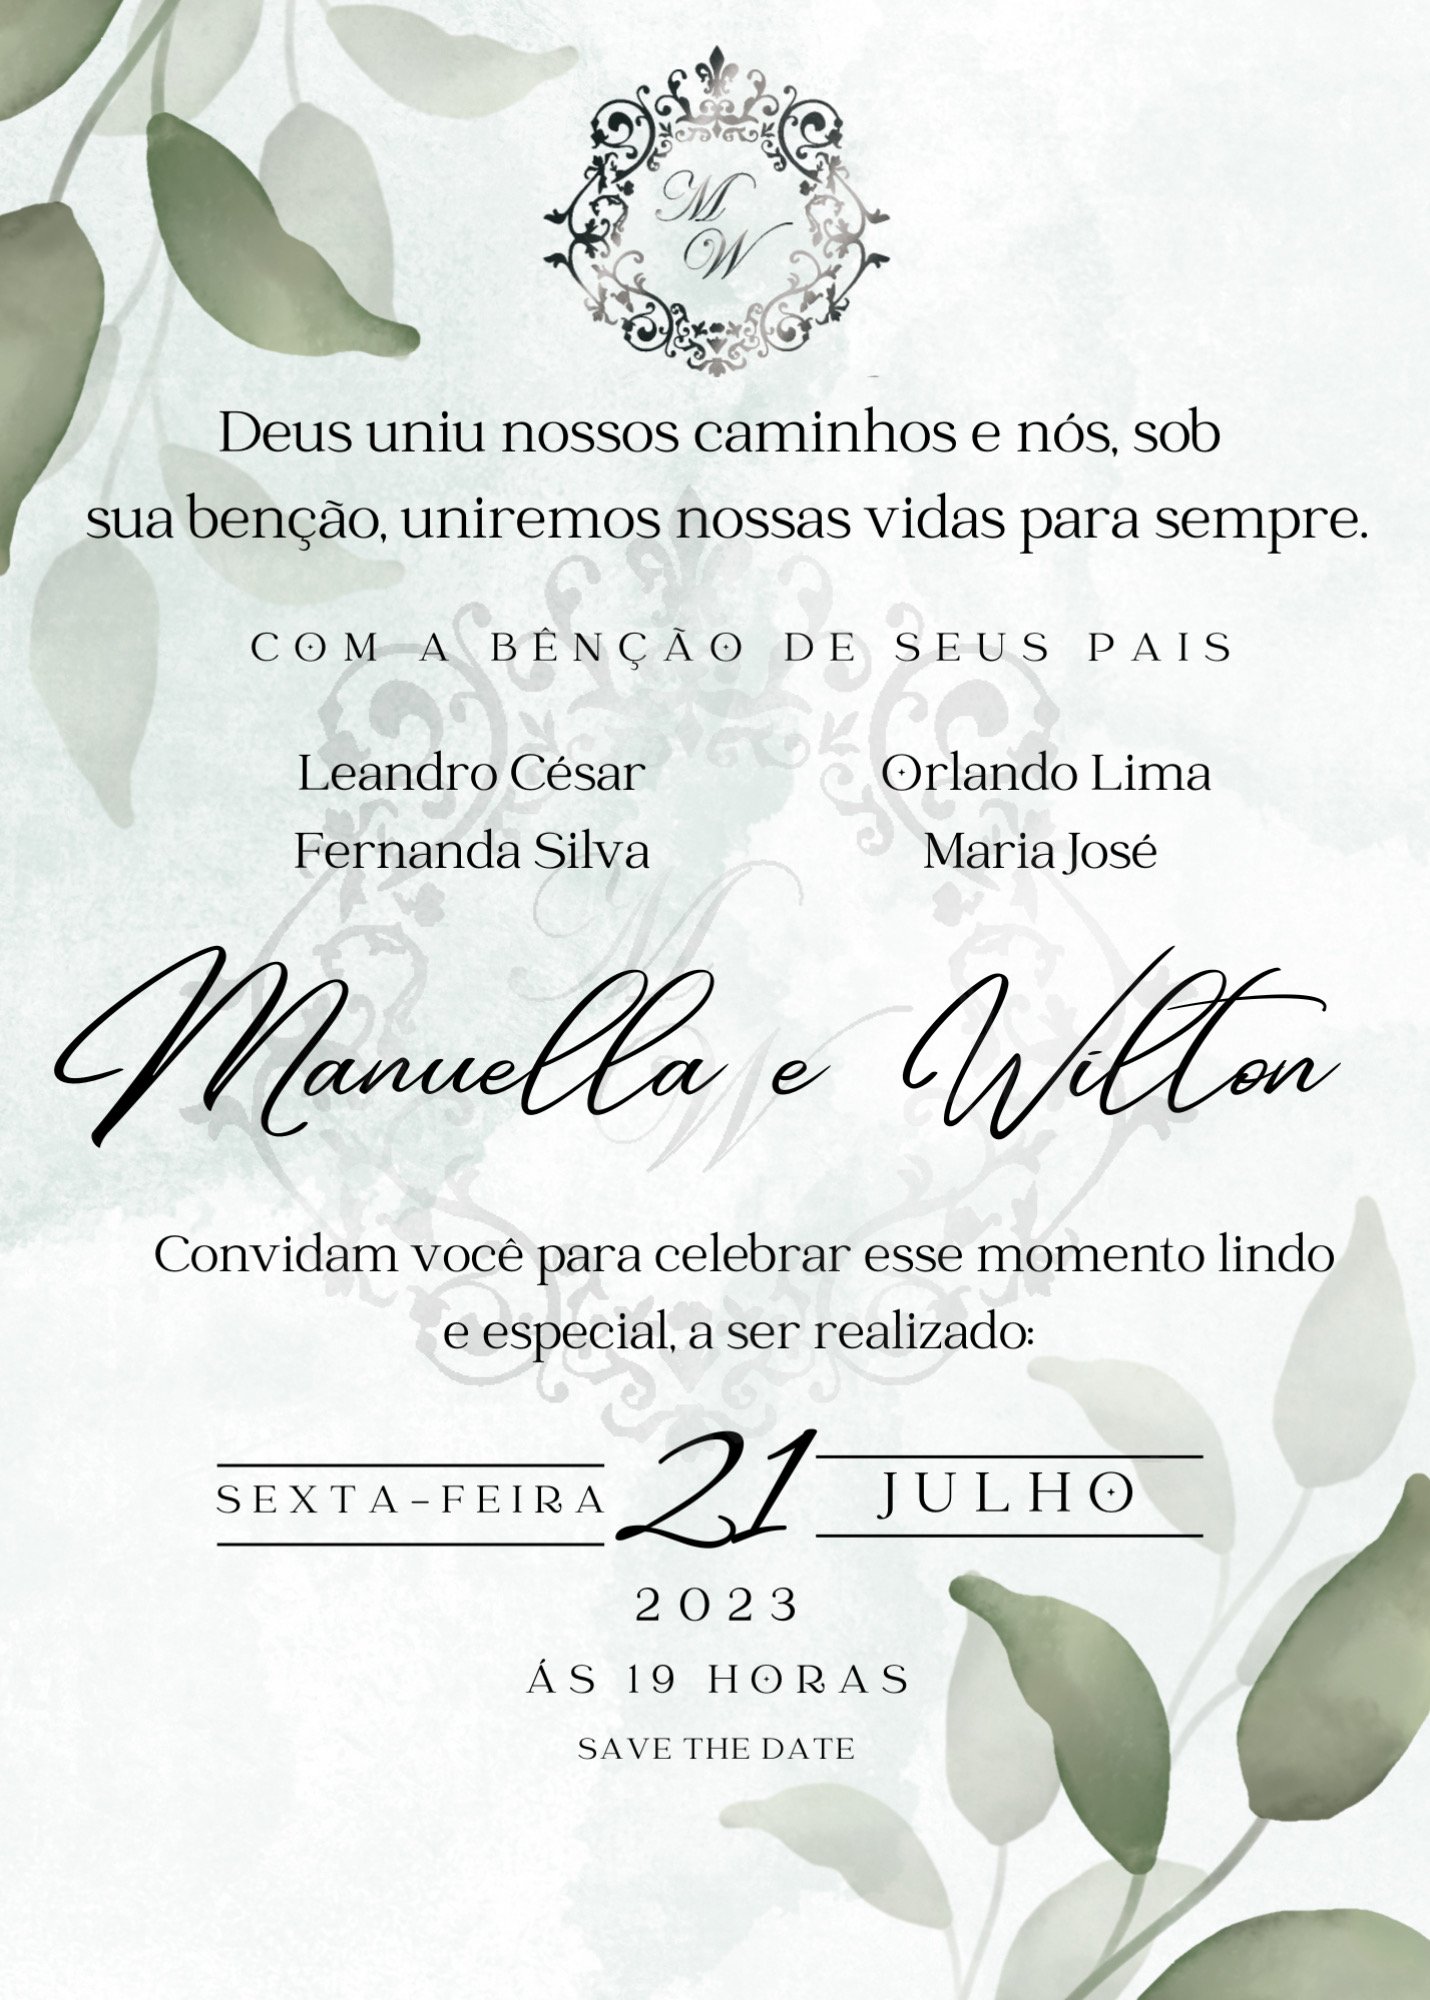 M
W
Deus uniu nossos caminhos e nós, sob
sua benção, uniremos nossas vidas para sempre.
COM A BÊNÇÃO DE SEUS PAIS
Leandro César
Fernanda Silva
Orlando Lima
Maria José
M
W
Manuella e Wilton
Convidam você para celebrar esse momento lindo
e especial, a ser realizado:
SEXTA-FEIRA 21 JULHO
2023
ÁS 19 HORAS
SAVE THE DATE